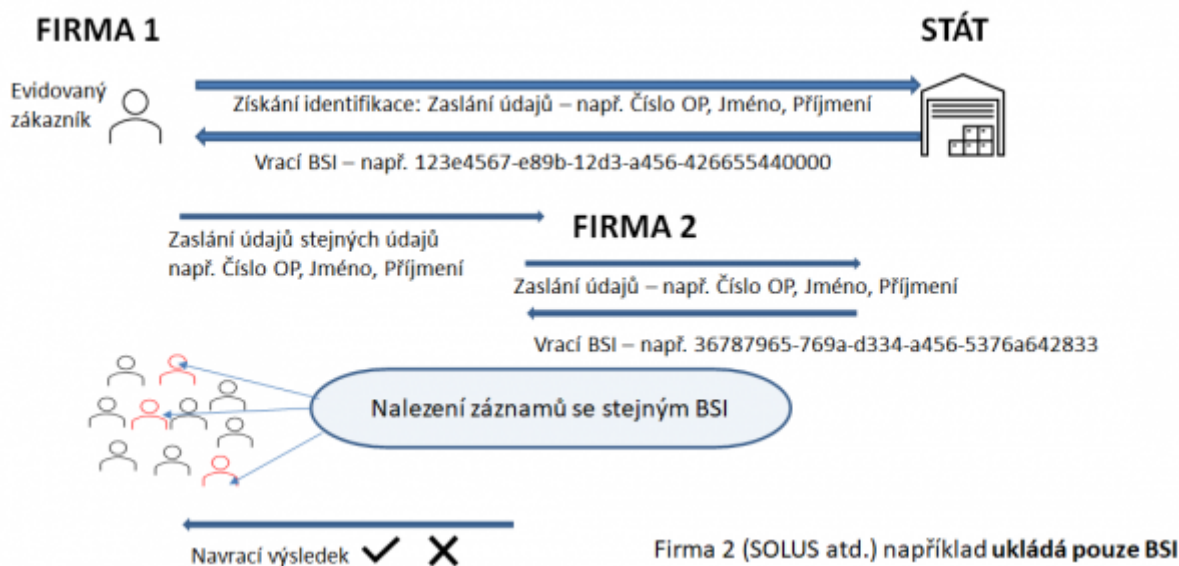 FIRMA 1
STÁT
Evidovaný
zákazník
Získání identifikace: Zaslání údajů – např. Číslo OP, Jméno, Příjmení
Vrací BSI – např. 123e4567-e89b-12d3-a456-426655440000
Zaslání údajů stejných údajů
např. Číslo OP, Jméno, Příjmení
FIRMA 2
Zaslání údajů – např. Číslo OP, Jméno, Příjmení
Vrací BSI – např. 36787965-769a-d334-a456-5376a642833
Nalezení záznamů se stejným BSI
Navrací výsledek
Firma 2 (SOLUS atd.) například ukládá pouze BSI